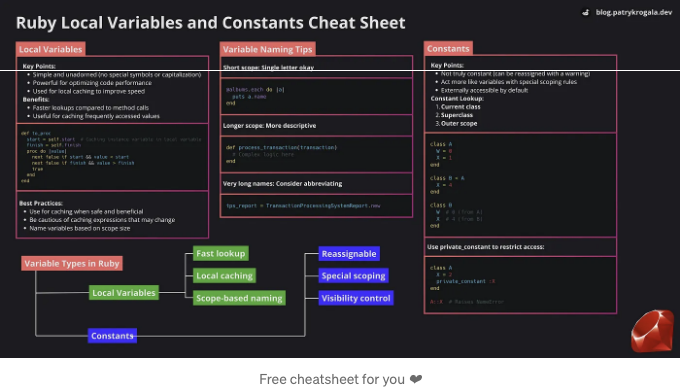 Ruby Local Variables and Constants Cheat Sheet
blog.patrykrogala.dev
Local Variables
Key Points:
Simple and unadorned (no special symbols or capitalization)
Powerful for optimizing code performance
Used for local caching to improve speed
Benefits:
Faster lookups compared to method calls
Useful for caching frequently accessed values
def to_proc
start = self.start # Caching instance variable in local variable
finish = self.finish
proc do |value|
next false if start && value < start
next false if finish && value > finish
true
end
end
Best Practices:
Use for caching when safe and beneficial
Be cautious of caching expressions that may change
Name variables based on scope size
Variable Naming Tips
Short scope: Single letter okay
@albums.each do |a|
puts a.name
end
Longer scope: More descriptive
def process_transaction(transaction)
# Complex logic here
end
Very long names: Consider abbreviating
tps_report = TransactionProcessingSystemReport.new
Constants
Key Points:
Not truly constant (can be reassigned with a warning)
Act more like variables with special scoping rules
Externally accessible by default
Constant Lookup:
1. Current class
2. Superclass
3. Outer scope
class A
W = 0
X = 1
end
class B < A
X = 4
end
class B
W # 0 (from A)
X # 4 (from B)
end
Use private_constant to restrict access:
class A
X = 2
private_constant :X
end
A::X # Raises NameError
Variable Types in Ruby
Local Variables
Fast lookup
Local caching
Scope-based naming
Constants
Reassignable
Special scoping
Visibility control
Free cheatsheet for you ❤